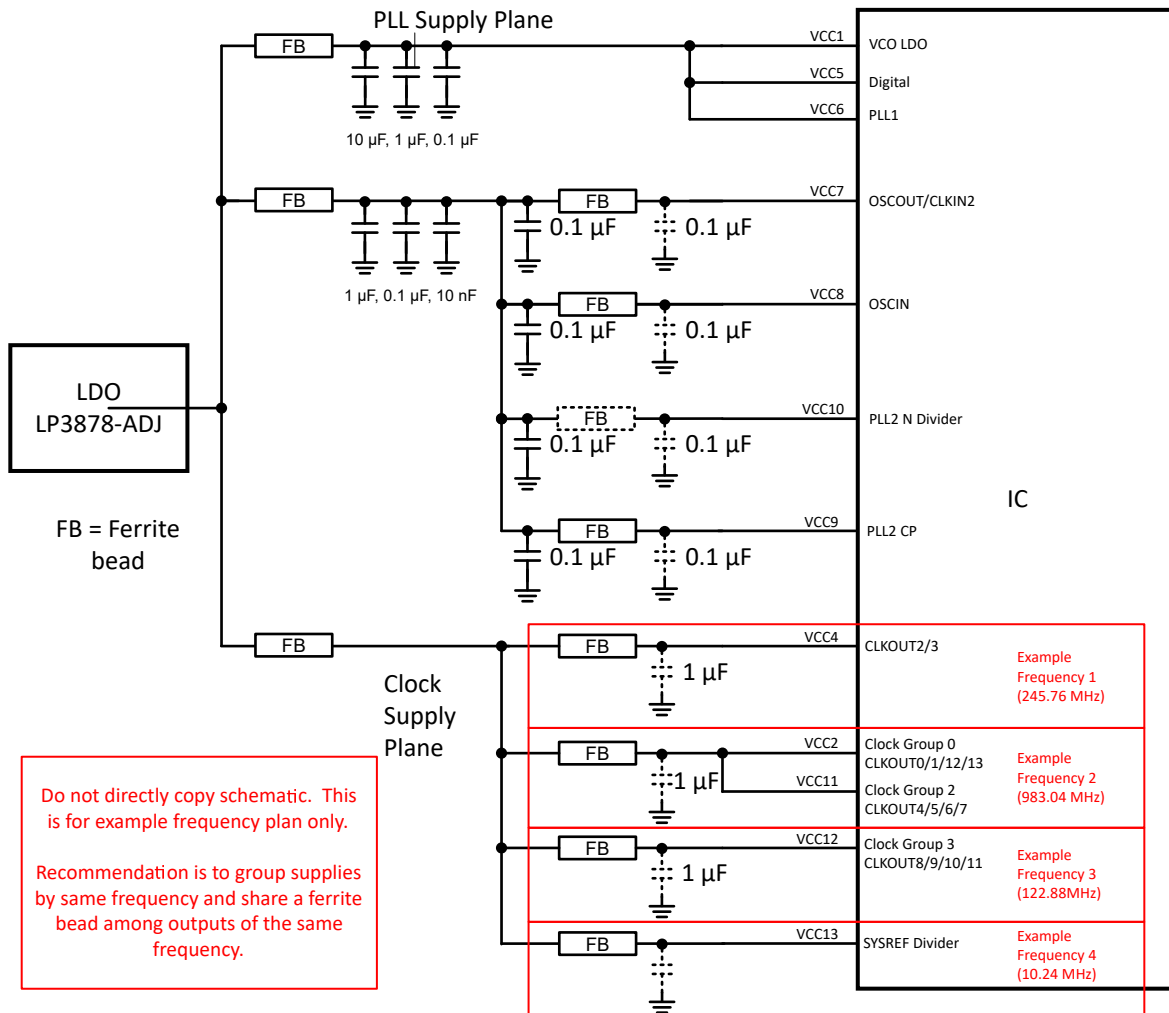 PLL Supply Plane
FB
10 µF, 1 µF, 0.1 µF
VCC1
VCO LDO
VCC5
Digital
VCC6
PLL1
FB
1 µF, 0.1 µF, 10 nF
0.1 µF
FB
0.1 µF
VCC7
OSCOUT/CLKIN2
0.1 µF
FB
0.1 µF
VCC8
OSCIN
0.1 µF
FB
0.1 µF
VCC10
PLL2 N Divider
0.1 µF
FB
0.1 µF
VCC9
PLL2 CP
IC
LDO
LP3878-ADJ
FB = Ferrite
bead
FB
Clock
Supply
Plane
FB
1 µF
VCC4
CLKOUT2/3
Example
Frequency 1
(245.76 MHz)
FB
1 µF
VCC2
Clock Group 0
CLKOUT0/1/12/13
VCC11
Clock Group 2
CLKOUT4/5/6/7
Example
Frequency 2
(983.04 MHz)
FB
1 µF
VCC12
Clock Group 3
CLKOUT8/9/10/11
Example
Frequency 3
(122.88MHz)
FB
VCC13
SYSREF Divider
Example
Frequency 4
(10.24 MHz)
Do not directly copy schematic.  This
is for example frequency plan only.
Recommendation is to group supplies
by same frequency and share a ferrite
bead among outputs of the same
frequency.